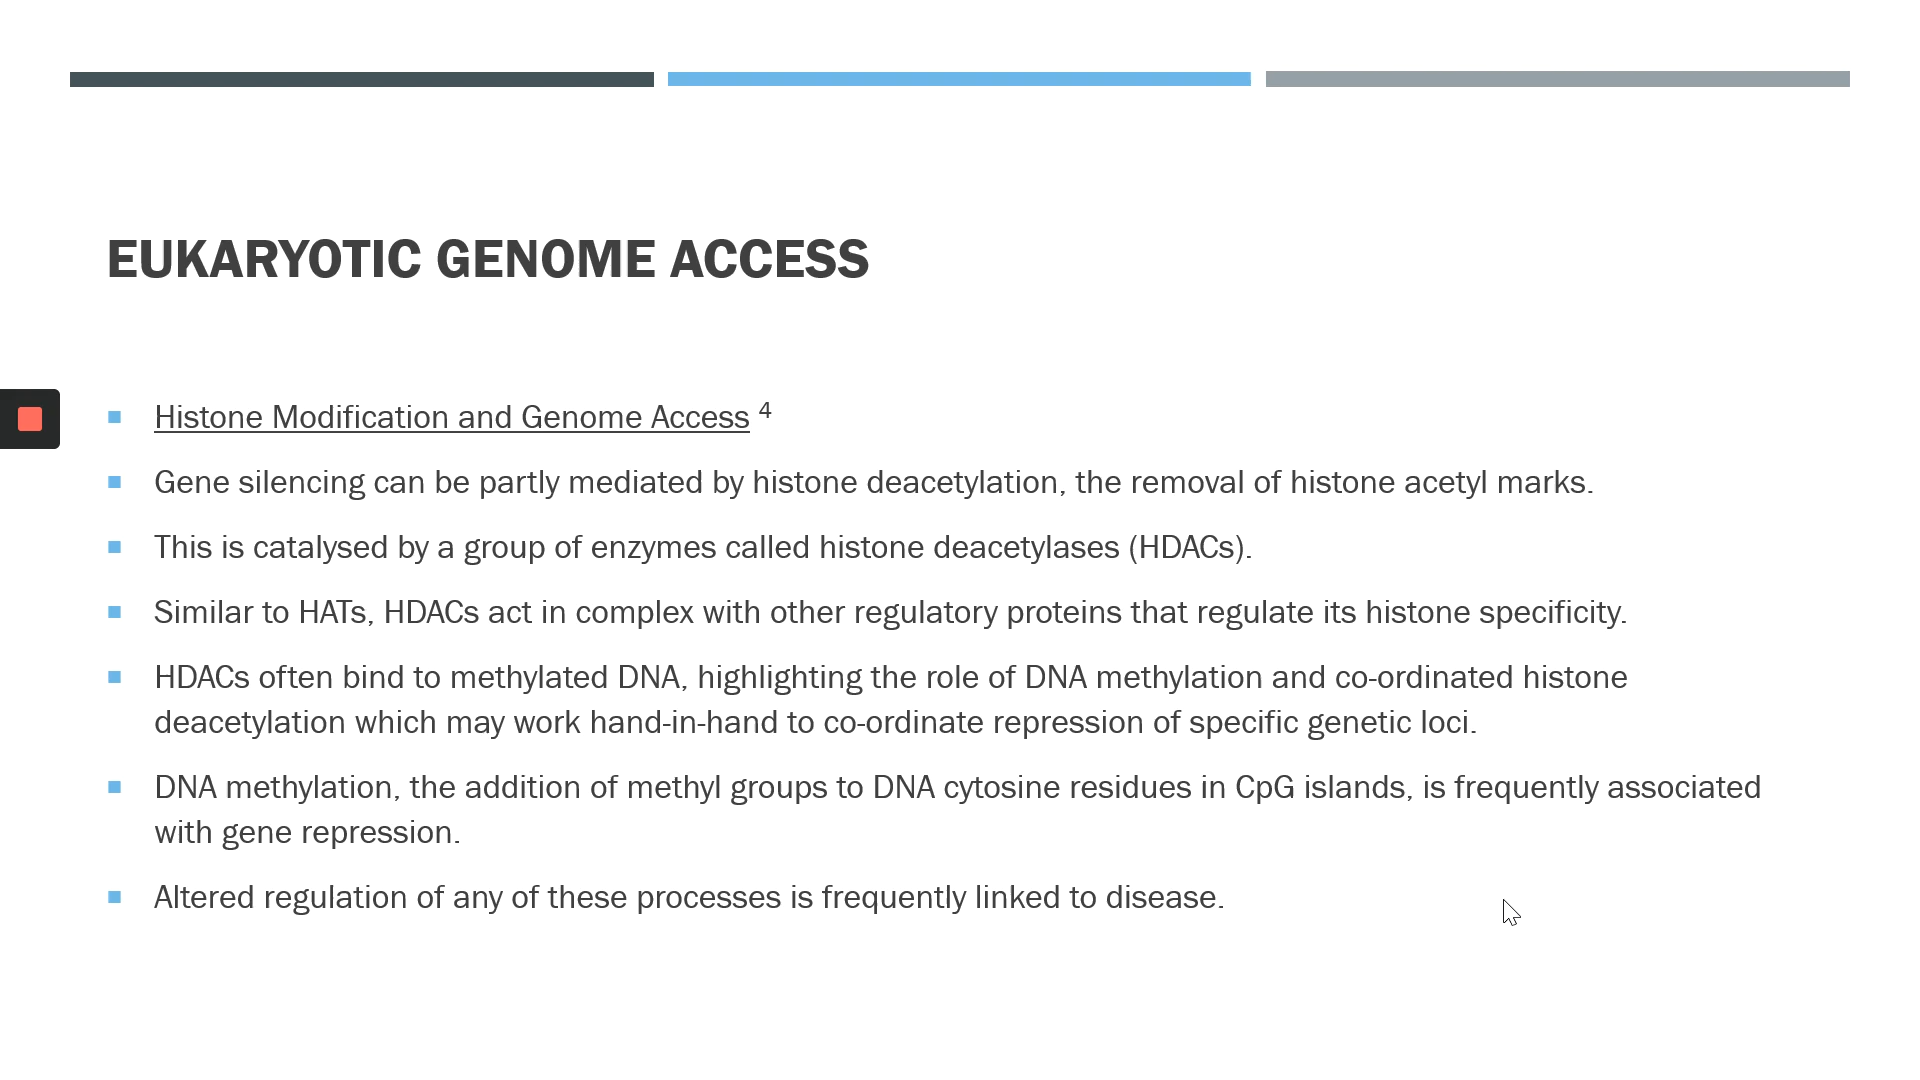 EUKARYOTIC GENOME ACCESS
Histone Modification and Genome Access 4
Gene silencing can be partly mediated by histone deacetylation, the removal of histone acetyl marks.
This is catalysed by a group of enzymes called histone deacetylases (HDACs).
Similar to HATs, HDACs act in complex with other regulatory proteins that regulate its histone specificity.
HDACs often bind to methylated DNA, highlighting the role of DNA methylation and co-ordinated histone
deacetylation which may work hand-in-hand to co-ordinate repression of specific genetic loci.
DNA methylation, the addition of methyl groups to DNA cytosine residues in CpG islands, is frequently associated
with gene repression.
Altered regulation of any of these processes is frequently linked to disease.